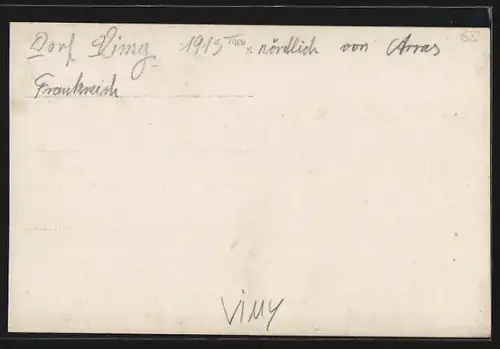 Dorf Vimy 1915 nördlich von Arras
Frankreich
VIMY